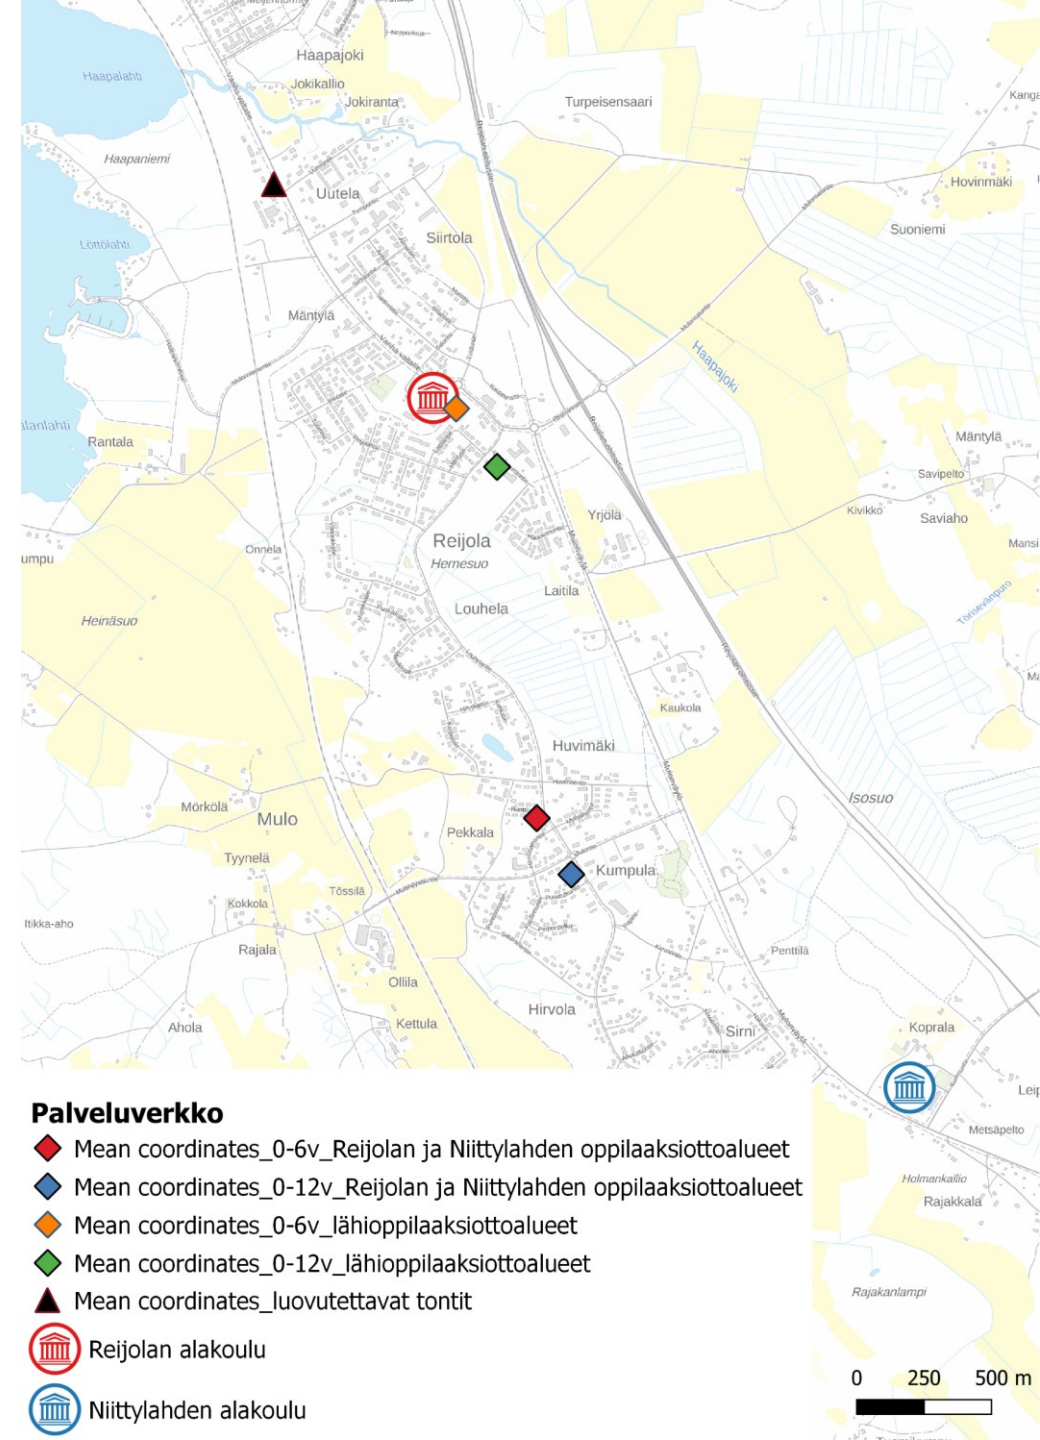 Haapajoki
Haapalahti
Jokikallio
Jokiranta
Turpeisensaari
Haapaniemi
Uutela
Hovinmäki
Suoniemi
Siirtola
Löttölahti
Mäntylä
Haapajoki
Rantala
Mäntylä
Savipelto
Kivikko
Saviaho
Yrjölä
Reijola
Hernesuo
Onnela
Laitila
Louhela
Heinäsuo
Kaukola
Huvimäki
Isosuo
Mörkölä
Mulo
Pekkala
Tyynelä
Kumpula
Tössilä
Kokkola
Itikka-aho
Rajala
Penttilä
Ollila
Hirvola
Ahola
Kettula
Sirni
Koprala
Metsäpelto
Holmankallio
Rajakkala
Rajakanlampi
Palveluverkko
Mean coordinates_0-6v_Reijolan ja Niittylahden oppilaaksiottoalueet
Mean coordinates_0-12v_Reijolan ja Niittylahden oppilaaksiottoalueet
Mean coordinates_0-6v_lähioppilaaksiottoalueet
Mean coordinates_0-12v_lähioppilaaksiottoalueet
Mean coordinates_luovutettavat tontit
Reijolan alakoulu
Niittylahden alakoulu
0 250 500 m